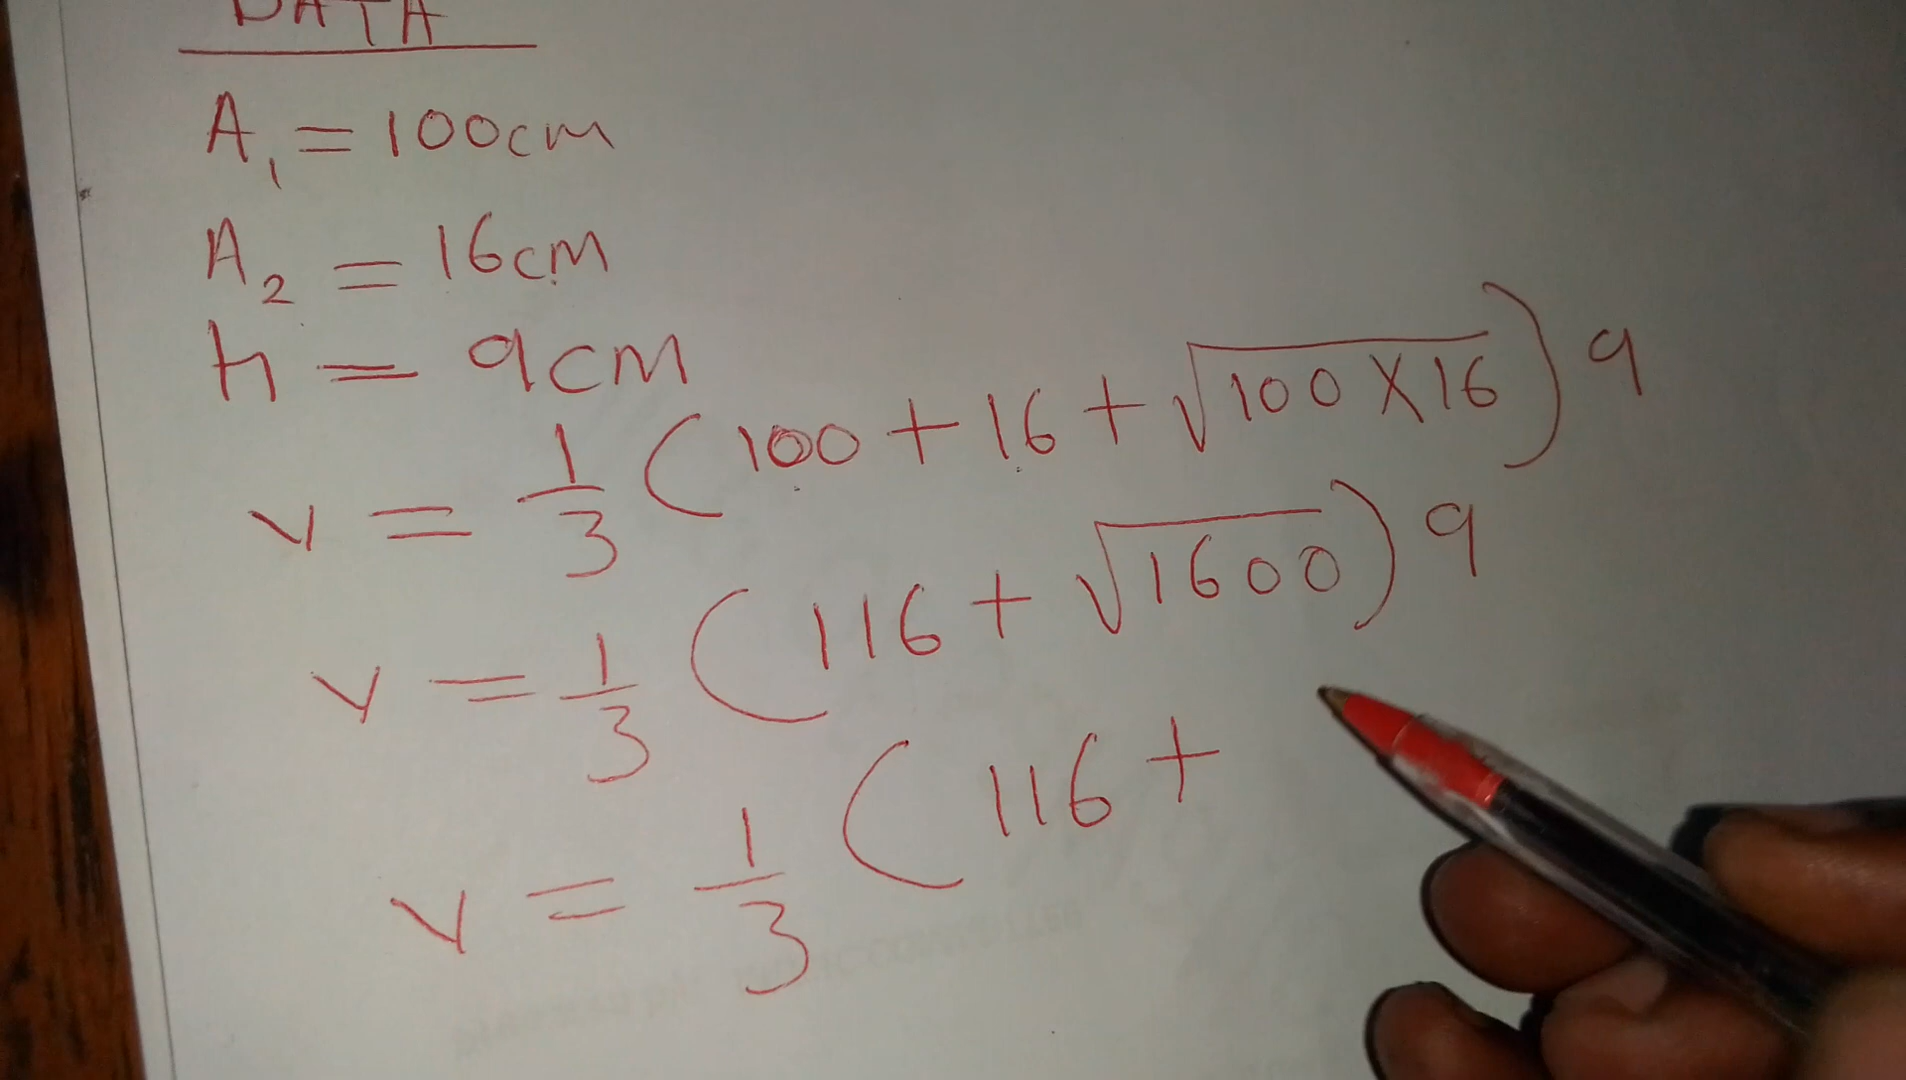 DATA
A₁ = 100cm
A₂ = 16cm
h = 9cm
v = 1/3 (100 + 16 + √100 X 16) 9
v = 1/3 (116 + √1600) 9
v = 1/3 (116 +